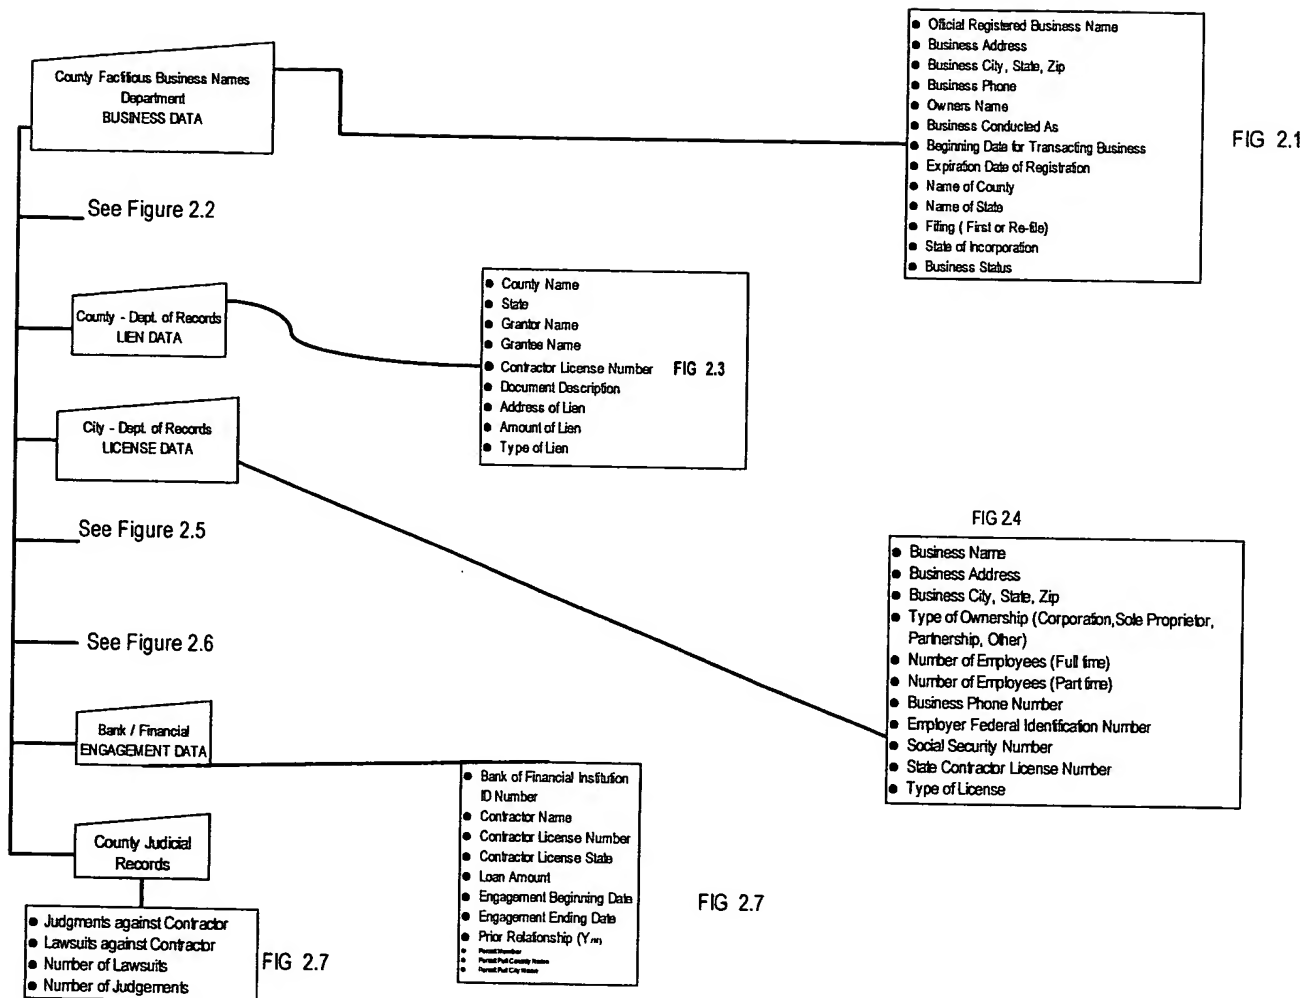 County Factitious Business Names
Department
BUSINESS DATA
• Official Registered Business Name
• Business Address
• Business City, State, Zip
• Business Phone
• Owners Name
• Business Conducted As
• Beginning Date for Transacting Business
• Expiration Date of Registration
• Name of County
• Name of State
• Filing ( First or Re-file)
• State of Incorporation
• Business Status
FIG 2.1
See Figure 2.2
County - Dept. of Records
LIEN DATA
• County Name
• State
• Grantor Name
• Grantee Name
• Contractor License Number
• Document Description
• Address of Lien
• Amount of Lien
• Type of Lien
FIG 2.3
City - Dept. of Records
LICENSE DATA
FIG 2.4
• Business Name
• Business Address
• Business City, State, Zip
• Type of Ownership (Corporation,Sole Proprietor,
Partnership, Other)
• Number of Employees (Full time)
• Number of Employees (Part time)
• Business Phone Number
• Employer Federal Identification Number
• Social Security Number
• State Contractor License Number
• Type of License
See Figure 2.5
See Figure 2.6
Bank / Financial
ENGAGEMENT DATA
• Bank of Financial Institution
ID Number
• Contractor Name
• Contractor License Number
• Contractor License State
• Loan Amount
• Engagement Beginning Date
• Engagement Ending Date
• Prior Relationship (Y
• Permit Number
• Permit Pull County Name
• Permit Pull City Name
FIG 2.7
County Judicial
Records
• Judgments against Contractor
• Lawsuits against Contractor
• Number of Lawsuits
• Number of Judgements
FIG 2.7